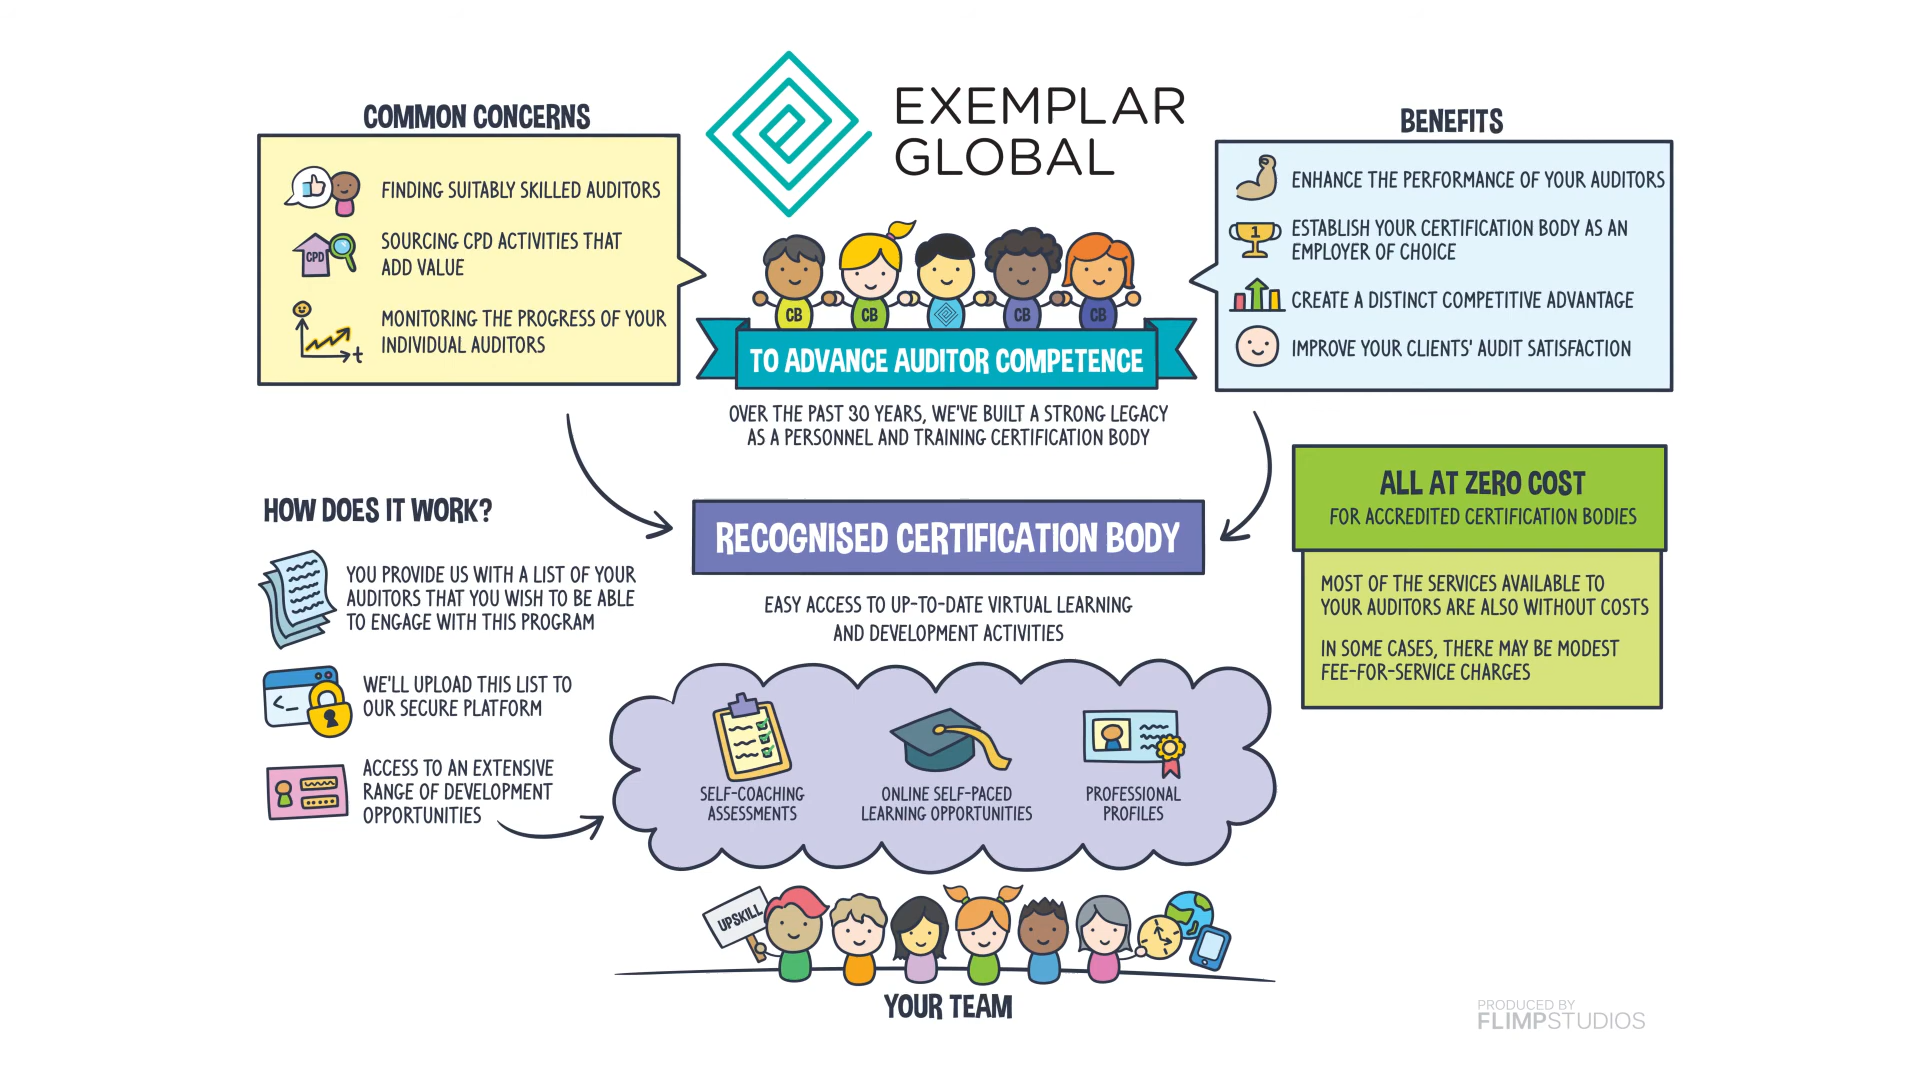 EXEMPLAR
GLOBAL
COMMON CONCERNS
FINDING SUITABLY SKILLED AUDITORS
CPD
SOURCING CPD ACTIVITIES THAT
ADD VALUE
t
MONITORING THE PROGRESS OF YOUR
INDIVIDUAL AUDITORS
CB
CB
CB
CB
TO ADVANCE AUDITOR COMPETENCE
OVER THE PAST 30 YEARS, WE'VE BUILT A STRONG LEGACY
AS A PERSONNEL AND TRAINING CERTIFICATION BODY
BENEFITS
ENHANCE THE PERFORMANCE OF YOUR AUDITORS
1
ESTABLISH YOUR CERTIFICATION BODY AS AN
EMPLOYER OF CHOICE
CREATE A DISTINCT COMPETITIVE ADVANTAGE
IMPROVE YOUR CLIENTS' AUDIT SATISFACTION
RECOGNISED CERTIFICATION BODY
EASY ACCESS TO UP-TO-DATE VIRTUAL LEARNING
AND DEVELOPMENT ACTIVITIES
ALL AT ZERO COST
FOR ACCREDITED CERTIFICATION BODIES
MOST OF THE SERVICES AVAILABLE TO
YOUR AUDITORS ARE ALSO WITHOUT COSTS
IN SOME CASES, THERE MAY BE MODEST
FEE-FOR-SERVICE CHARGES
HOW DOES IT WORK?
YOU PROVIDE US WITH A LIST OF YOUR
AUDITORS THAT YOU WISH TO BE ABLE
TO ENGAGE WITH THIS PROGRAM
WE'LL UPLOAD THIS LIST TO
OUR SECURE PLATFORM
ACCESS TO AN EXTENSIVE
RANGE OF DEVELOPMENT
OPPORTUNITIES
SELF-COACHING
ASSESSMENTS
ONLINE SELF-PACED
LEARNING OPPORTUNITIES
PROFESSIONAL
PROFILES
UPSKILL
YOUR TEAM
PRODUCED BY
FLIMPSTUDIOS